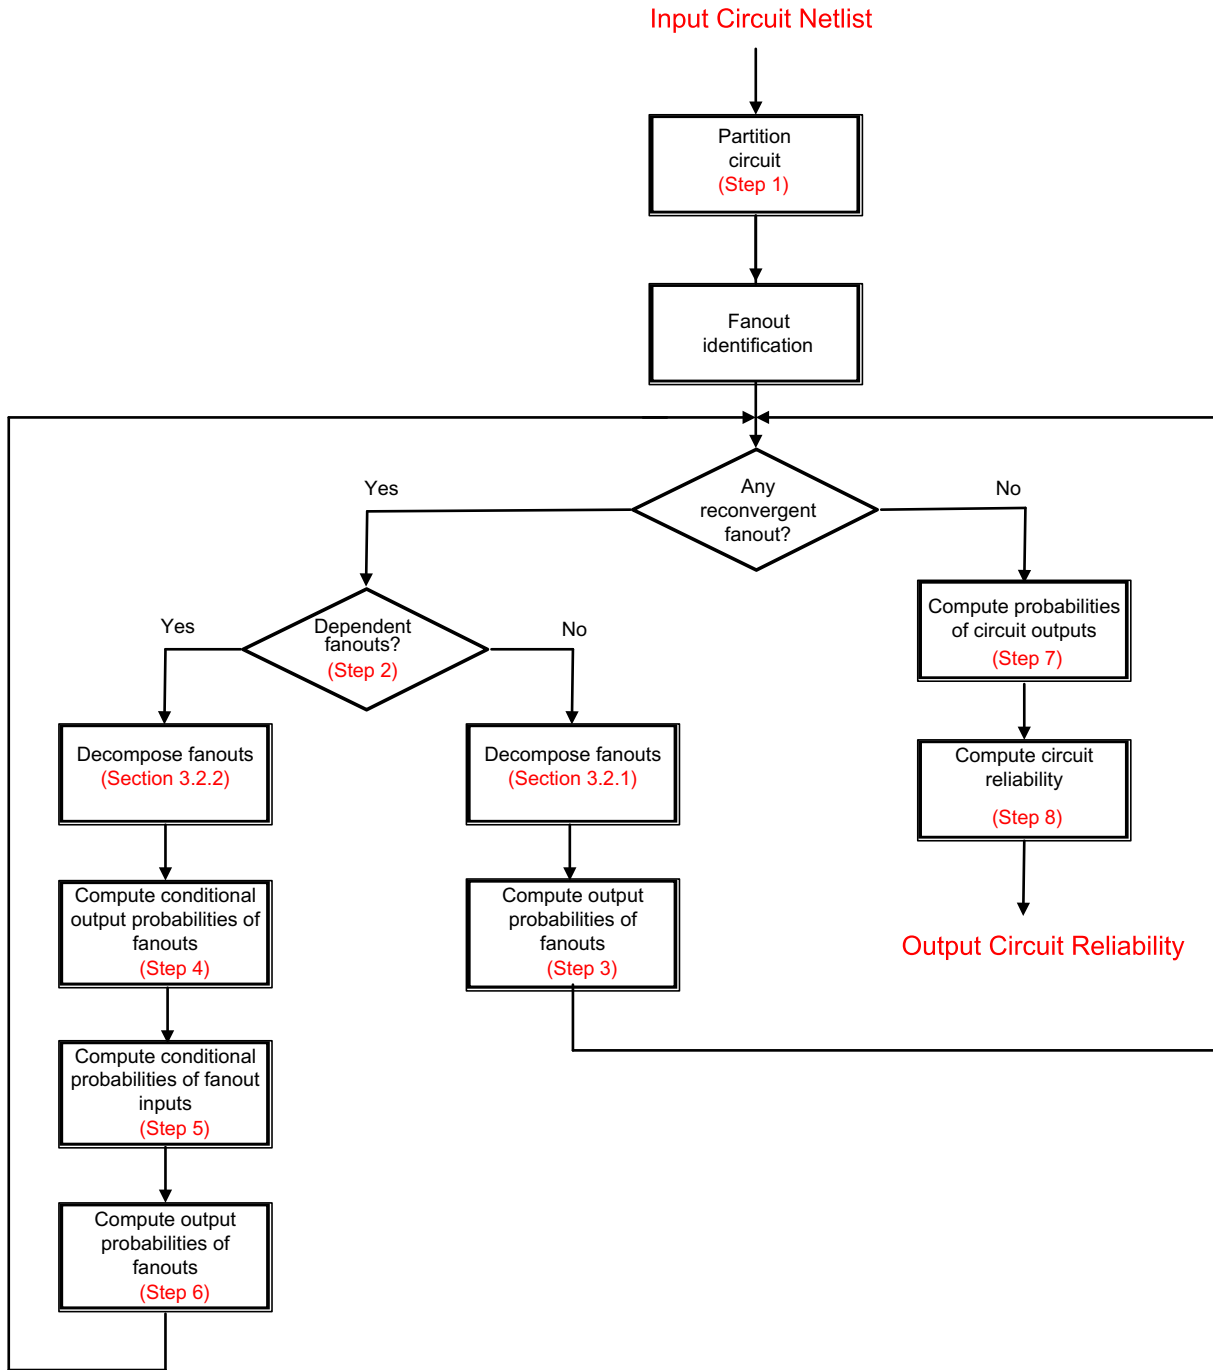 Input Circuit Netlist
Partition
circuit
(Step 1)
Fanout
identification
Any
reconvergent
fanout?
Yes
No
Dependent
fanouts?
(Step 2)
Yes
No
Compute probabilities
of circuit outputs
(Step 7)
Decompose fanouts
(Section 3.2.2)
Decompose fanouts
(Section 3.2.1)
Compute circuit
reliability
(Step 8)
Compute conditional
output probabilities of
fanouts
(Step 4)
Compute output
probabilities of
fanouts
(Step 3)
Output Circuit Reliability
Compute conditional
probabilities of fanout
inputs
(Step 5)
Compute output
probabilities of
fanouts
(Step 6)